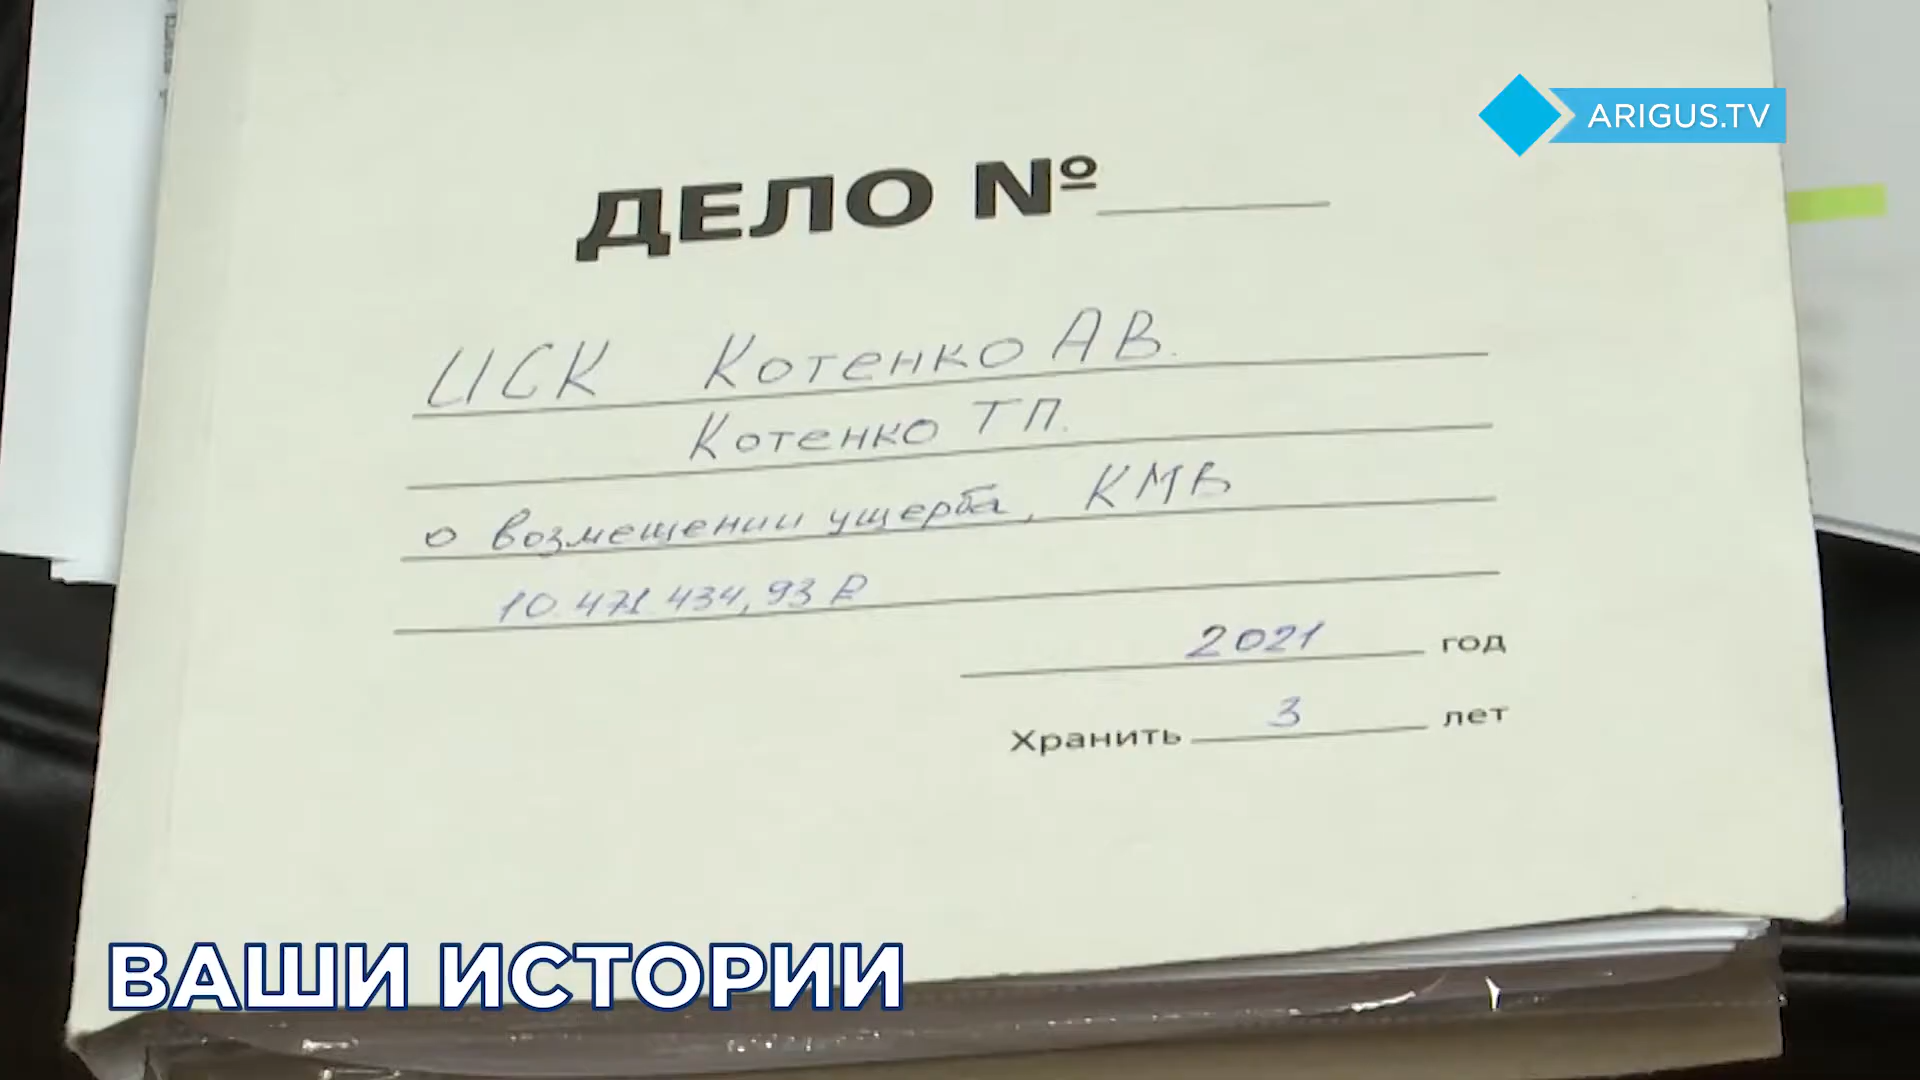 ARIGUS.TV
ДЕЛО №
ИСК Котенко А В.
Котенко Т П.
о возмещении ущерба, КМВ
10.471 434,93 ₽
2021 год
Хранить 3 лет
ВАШИ ИСТОРИИ